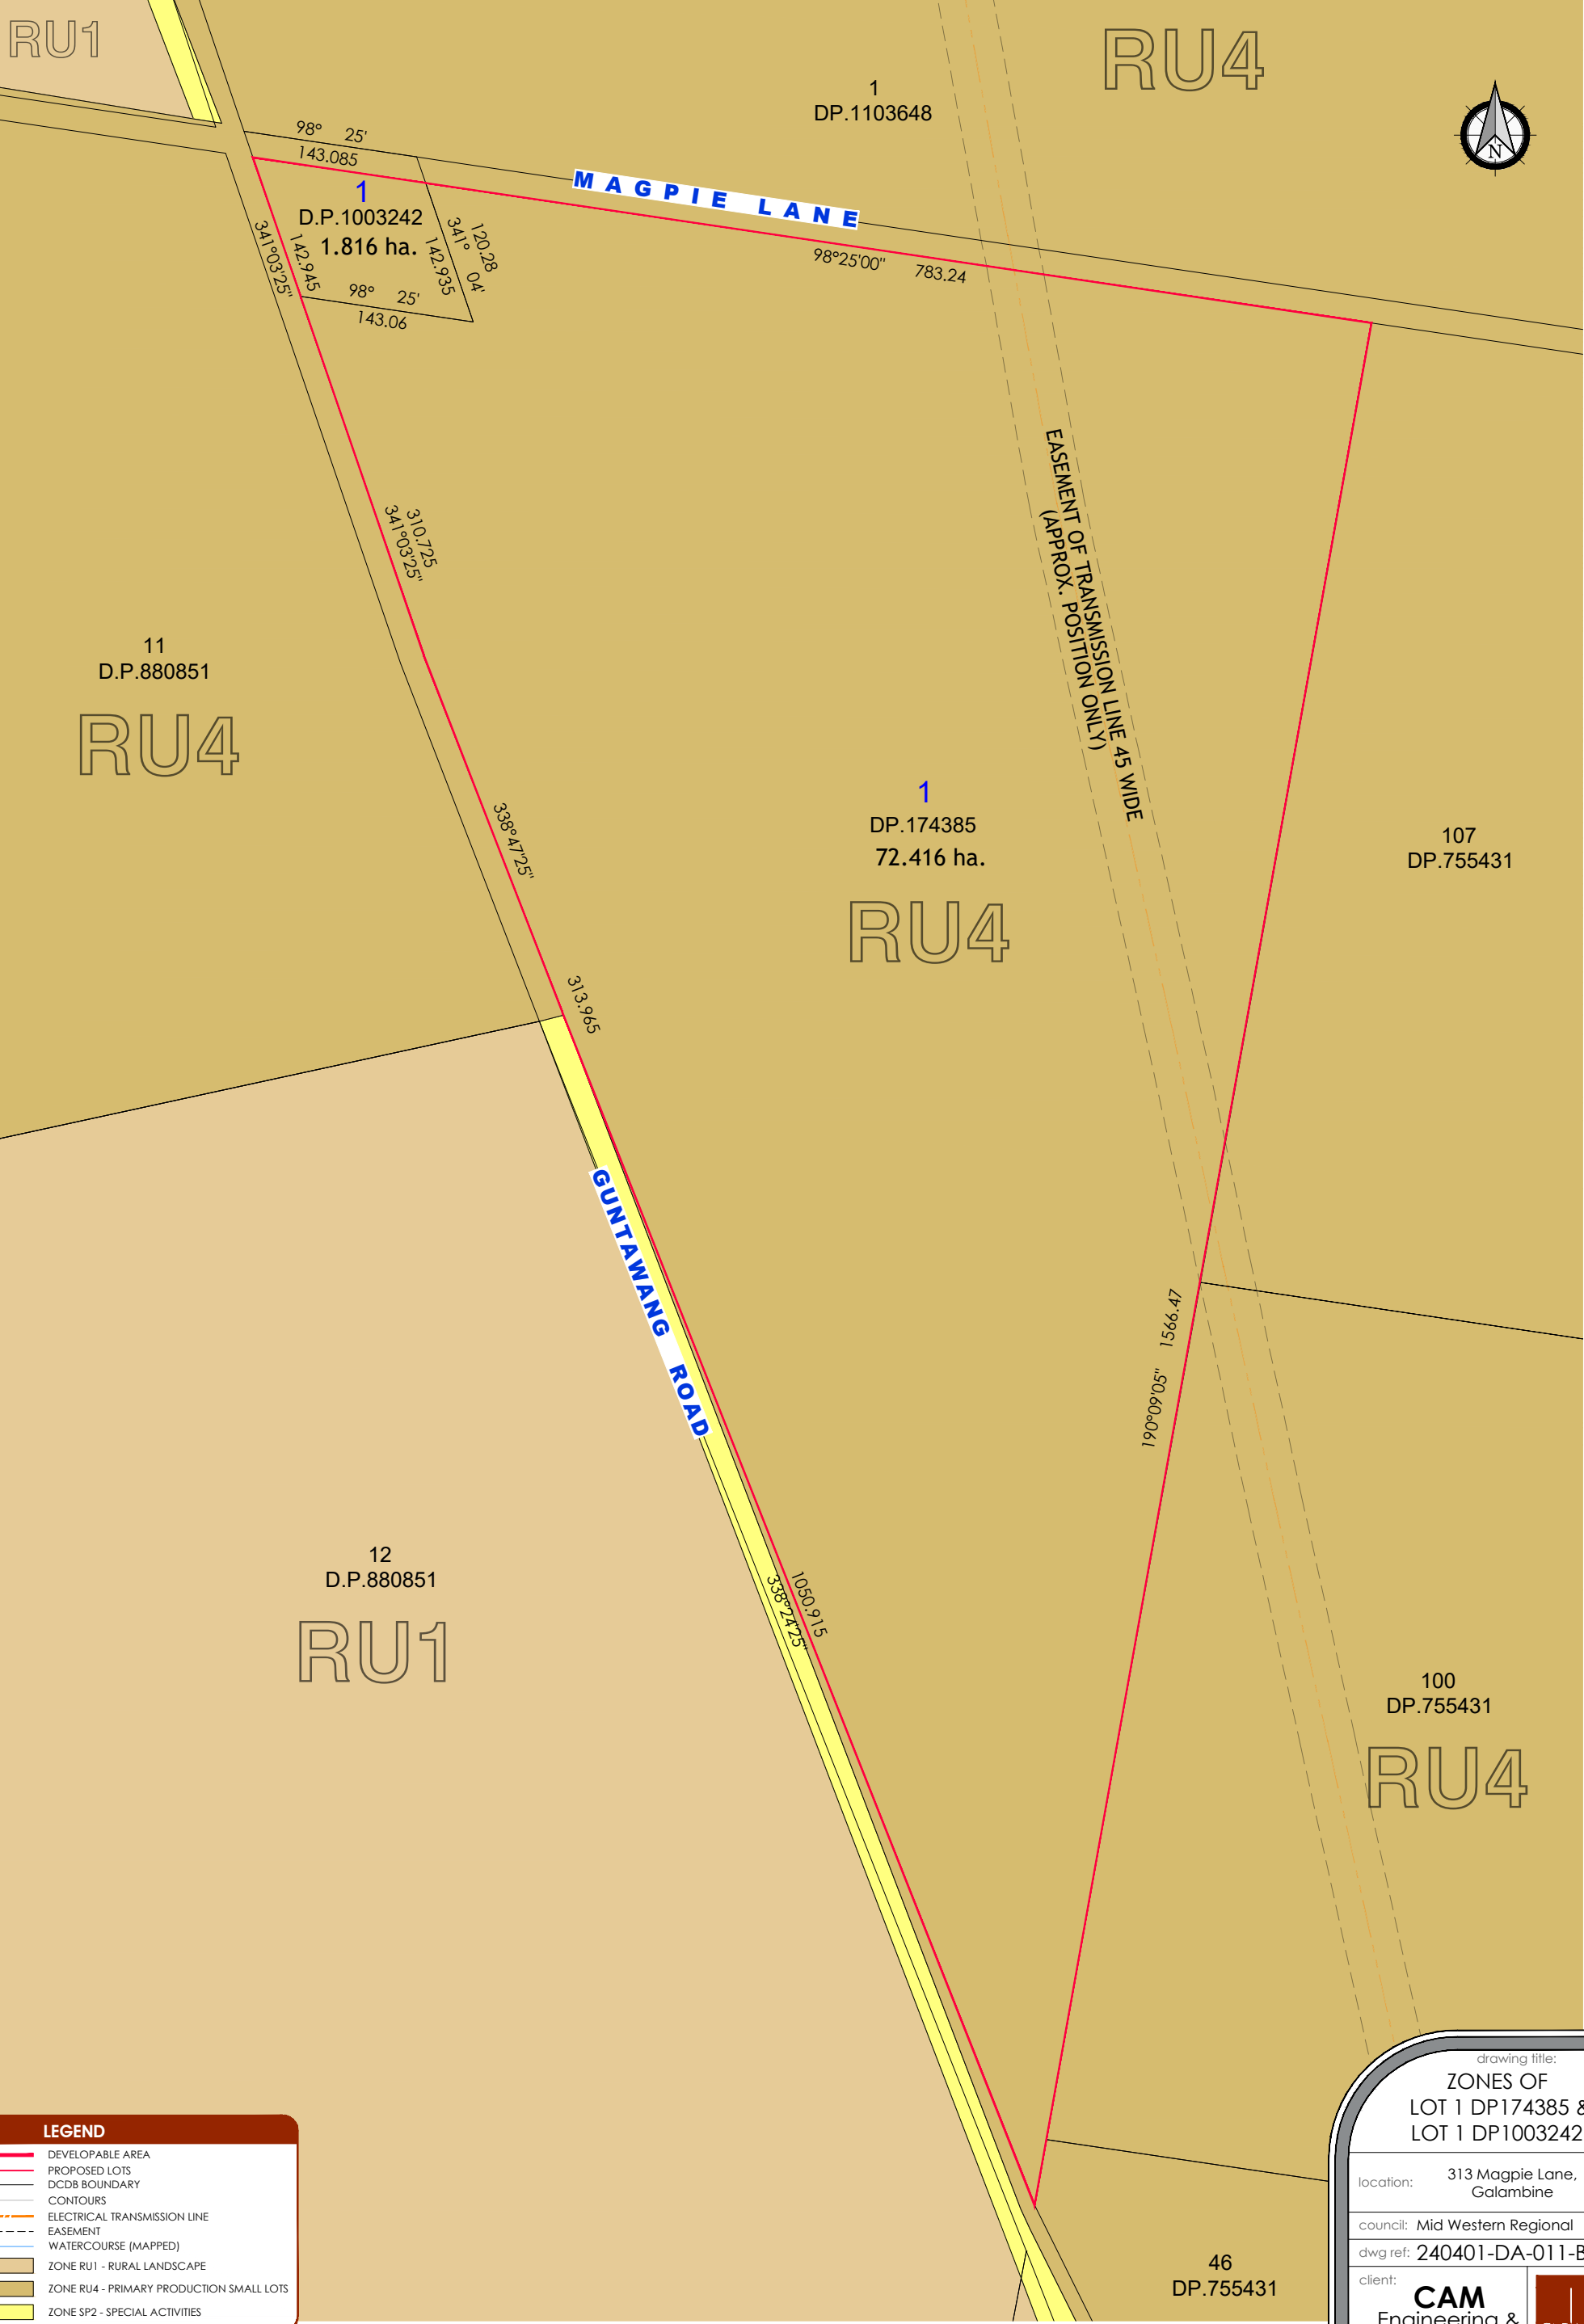 RU1
RU4
1
DP.1103648
N
98° 25'
143.085
1
D.P.1003242
1.816 ha.
MAGPIE LANE
341°03'25"
142.945
142.935
341° 04'
120.28
98° 25'
143.06
98°25'00" 783.24
310.725
341°03'25"
EASEMENT OF TRANSMISSION LINE 45 WIDE
(APPROX. POSITION ONLY)
11
D.P.880851
RU4
338°47'25"
1
DP.174385
72.416 ha.
RU4
107
DP.755431
313.965
GUNTAWANG ROAD
190°09'05" 1566.47
12
D.P.880851
RU1
1050.915
338°24'25"
100
DP.755431
RU4
46
DP.755431
LEGEND
DEVELOPABLE AREA
PROPOSED LOTS
DCDB BOUNDARY
CONTOURS
ELECTRICAL TRANSMISSION LINE
EASEMENT
WATERCOURSE (MAPPED)
ZONE RU1 - RURAL LANDSCAPE
ZONE RU4 - PRIMARY PRODUCTION SMALL LOTS
ZONE SP2 - SPECIAL ACTIVITIES
drawing title:
ZONES OF
LOT 1 DP174385 &
LOT 1 DP1003242
location: 313 Magpie Lane,
Galambine
council: Mid Western Regional
dwg ref: 240401-DA-011-B
client:
CAM
Engineering &